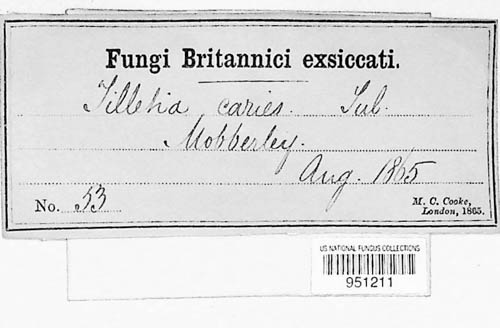 Fungi Britannici exsiccati.
Tilletia caries. Tul.
Mobberley.
Aug. 1865
No. 53
M. C. Cooke,
London, 1865.
US NATIONAL FUNGUS COLLECTIONS
951211